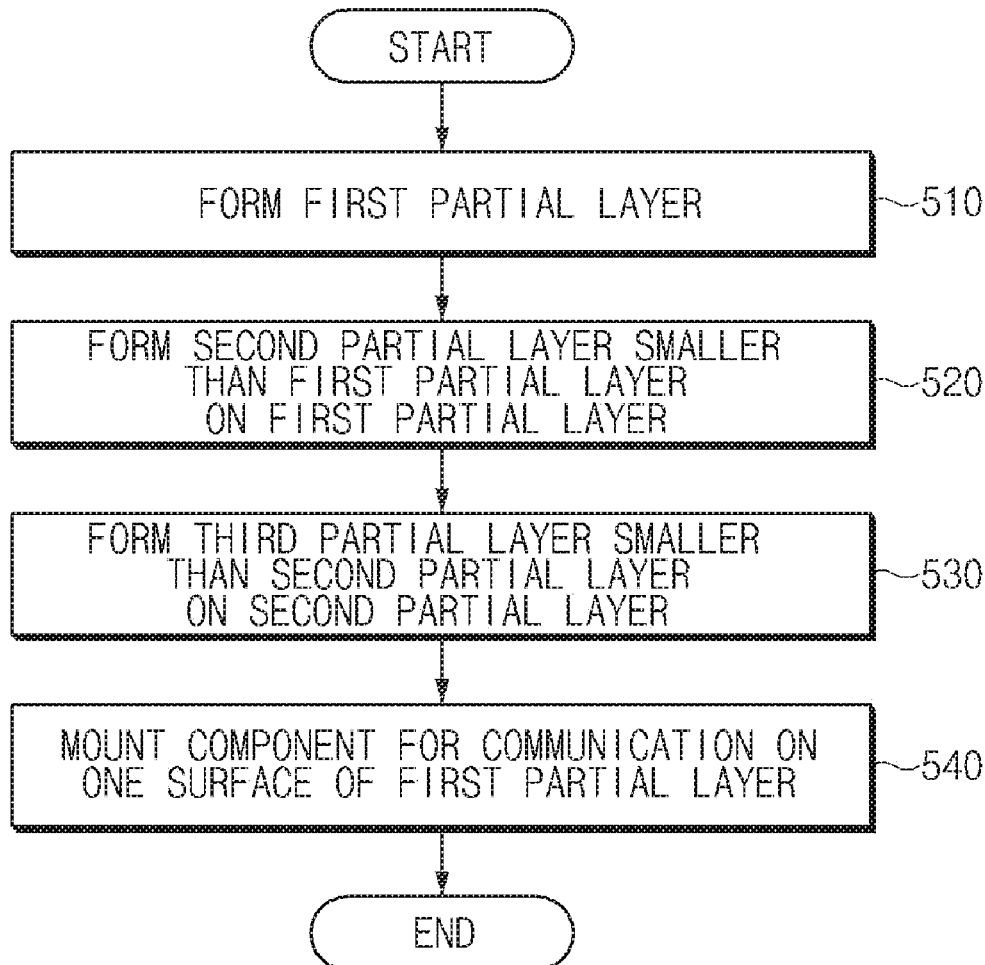 START
FORM FIRST PARTIAL LAYER
510
FORM SECOND PARTIAL LAYER SMALLER
THAN FIRST PARTIAL LAYER
ON FIRST PARTIAL LAYER
520
FORM THIRD PARTIAL LAYER SMALLER
THAN SECOND PARTIAL LAYER
ON SECOND PARTIAL LAYER
530
MOUNT COMPONENT FOR COMMUNICATION ON
ONE SURFACE OF FIRST PARTIAL LAYER
540
END